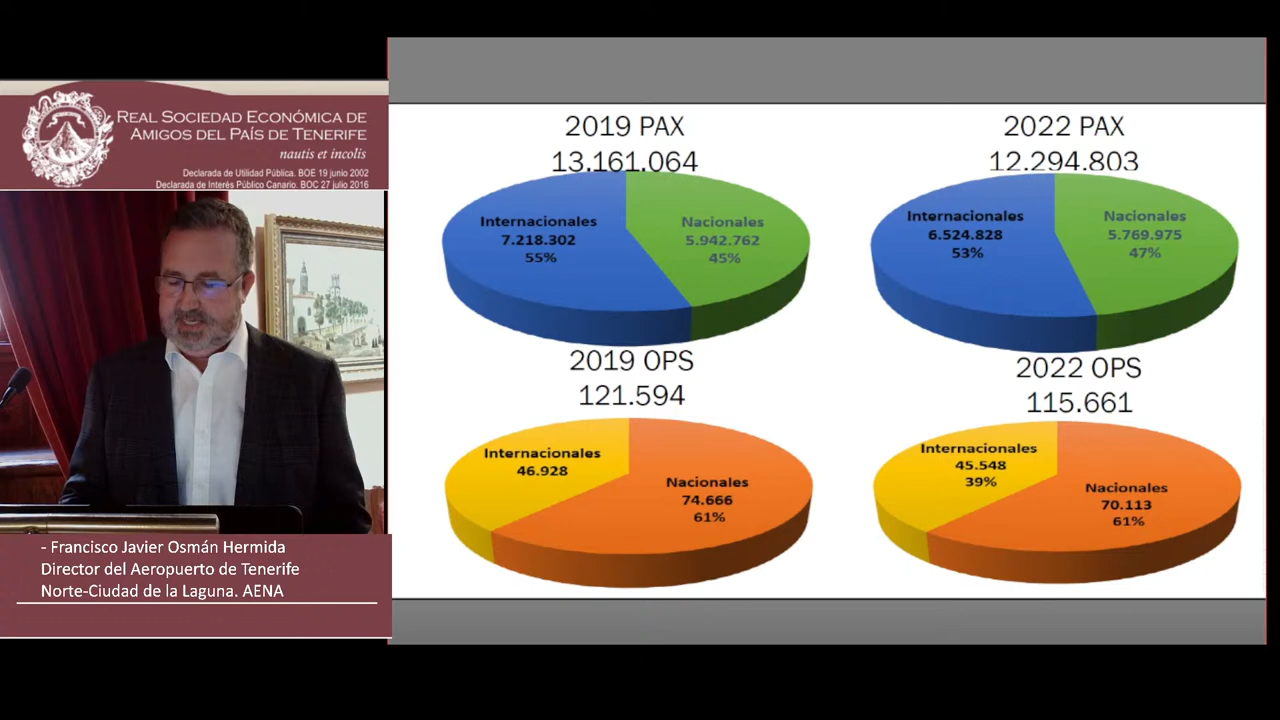 REAL SOCIEDAD ECONÓMICA DE
AMIGOS DEL PAÍS DE TENERIFE
nautis et incolis
Declarada de Utilidad Pública. BOE 19 junio 2002
Declarada de Interés Público Canario. BOC 27 julio 2016
- Francisco Javier Osmán Hermida
Director del Aeropuerto de Tenerife
Norte-Ciudad de la Laguna. AENA
2019 PAX
13.161.064
Internacionales
7.218.302
55%
Nacionales
5.942.762
45%
2022 PAX
12.294.803
Internacionales
6.524.828
53%
Nacionales
5.769.975
47%
2019 OPS
121.594
Internacionales
46.928
Nacionales
74.666
61%
2022 OPS
115.661
Internacionales
45.548
39%
Nacionales
70.113
61%